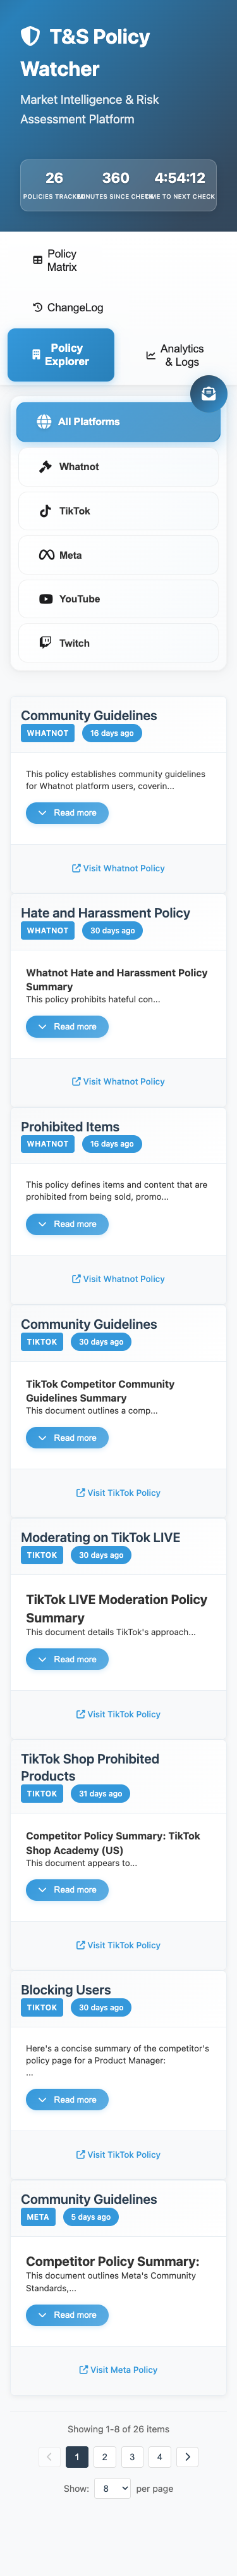 T&S Policy
Watcher
Market Intelligence & Risk
Assessment Platform
26
360
4:54:12
POLICIES TRACKED
MINUTES SINCE CHECK
TIME TO NEXT CHECK
Policy
Matrix
ChangeLog
Policy
Explorer
Analytics
& Logs
All Platforms
Whatnot
TikTok
Meta
YouTube
Twitch
Community Guidelines
WHATNOT 16 days ago
This policy establishes community guidelines
for Whatnot platform users, coverin...
Read more
Visit Whatnot Policy
Hate and Harassment Policy
WHATNOT 30 days ago
Whatnot Hate and Harassment Policy
Summary
This policy prohibits hateful con...
Read more
Visit Whatnot Policy
Prohibited Items
WHATNOT 16 days ago
This policy defines items and content that are
prohibited from being sold, promo...
Read more
Visit Whatnot Policy
Community Guidelines
TIKTOK 30 days ago
TikTok Competitor Community
Guidelines Summary
This document outlines a comp...
Read more
Visit TikTok Policy
Moderating on TikTok LIVE
TIKTOK 30 days ago
TikTok LIVE Moderation Policy
Summary
This document details TikTok's approach...
Read more
Visit TikTok Policy
TikTok Shop Prohibited
Products
TIKTOK 31 days ago
Competitor Policy Summary: TikTok
Shop Academy (US)
This document appears to...
Read more
Visit TikTok Policy
Blocking Users
TIKTOK 30 days ago
Here's a concise summary of the competitor's
policy page for a Product Manager:
...
Read more
Visit TikTok Policy
Community Guidelines
META 5 days ago
Competitor Policy Summary:
This document outlines Meta's Community
Standards,...
Read more
Visit Meta Policy
Showing 1-8 of 26 items
1 2 3 4
Show: 8 per page